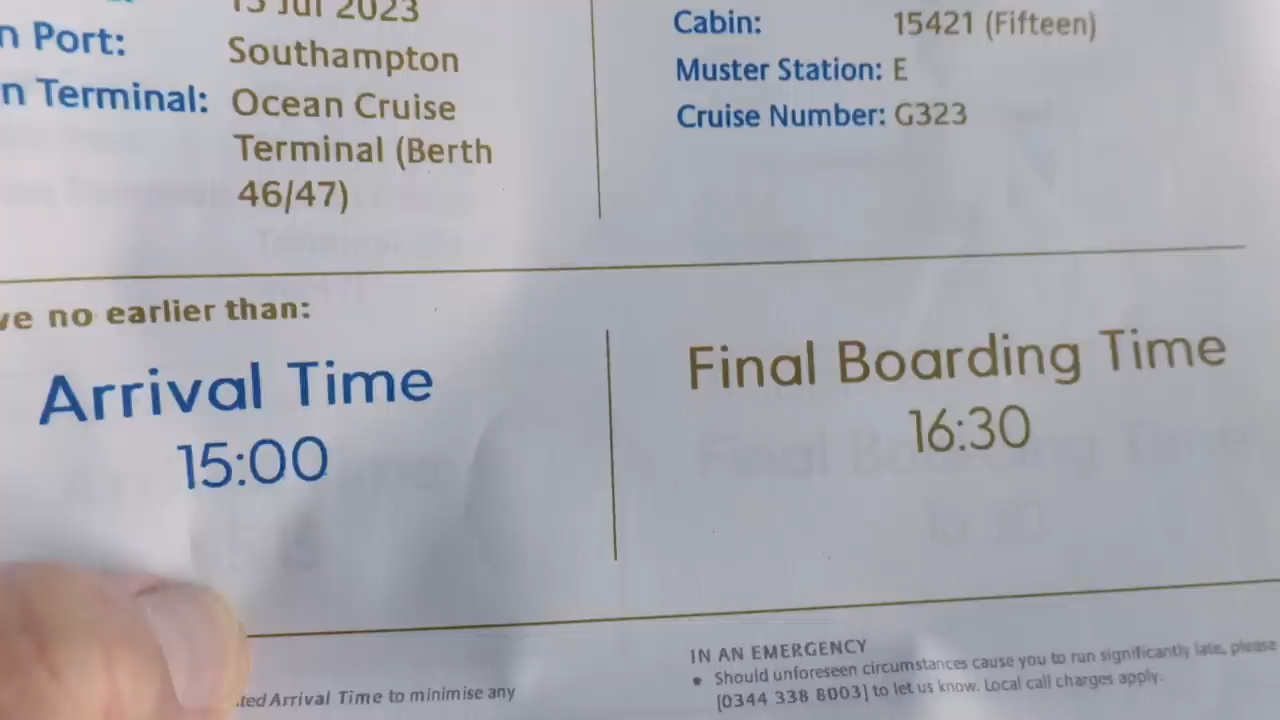 13 Jul 2023
n Port: Southampton
n Terminal: Ocean Cruise
Terminal (Berth
46/47)
Cabin: 15421 (Fifteen)
Muster Station: E
Cruise Number: G323
ve no earlier than:
Arrival Time
15:00
Final Boarding Time
16:30
ted Arrival Time to minimise any
IN AN EMERGENCY
• Should unforeseen circumstances cause you to run significantly late, please
[0344 338 8003] to let us know. Local call charges apply.